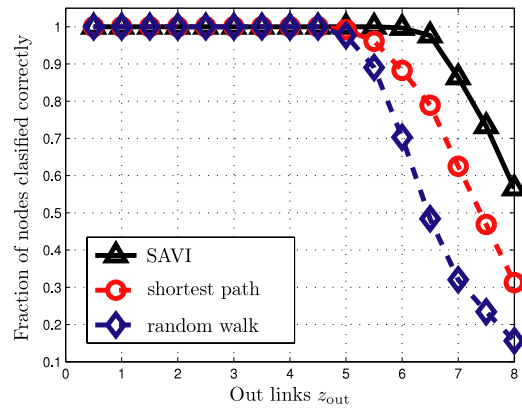 1
0.9
0.8
0.7
0.6
0.5
0.4
0.3
0.2
0.1
Fraction of nodes clasified correctly
SAVI
shortest path
random walk
0 1 2 3 4 5 6 7 8
Out links z_out